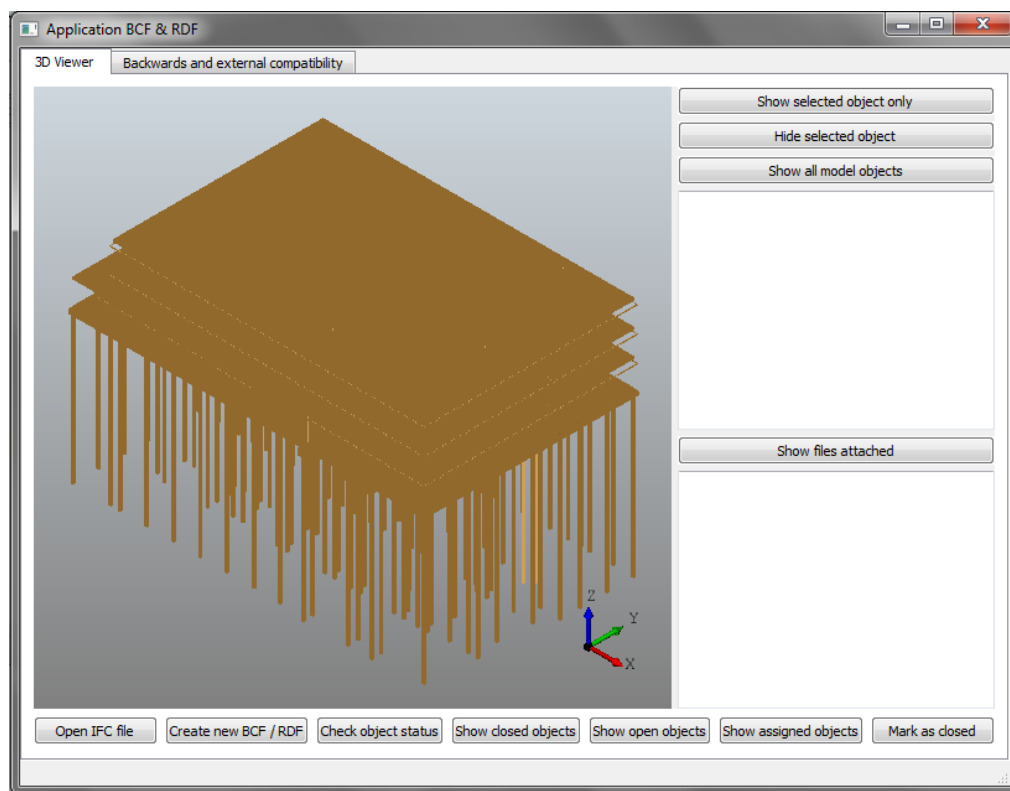 Application BCF & RDF
3D Viewer
Backwards and external compatibility
Show selected object only
Hide selected object
Show all model objects
Show files attached
Z
Y
X
Open IFC file
Create new BCF / RDF
Check object status
Show closed objects
Show open objects
Show assigned objects
Mark as closed